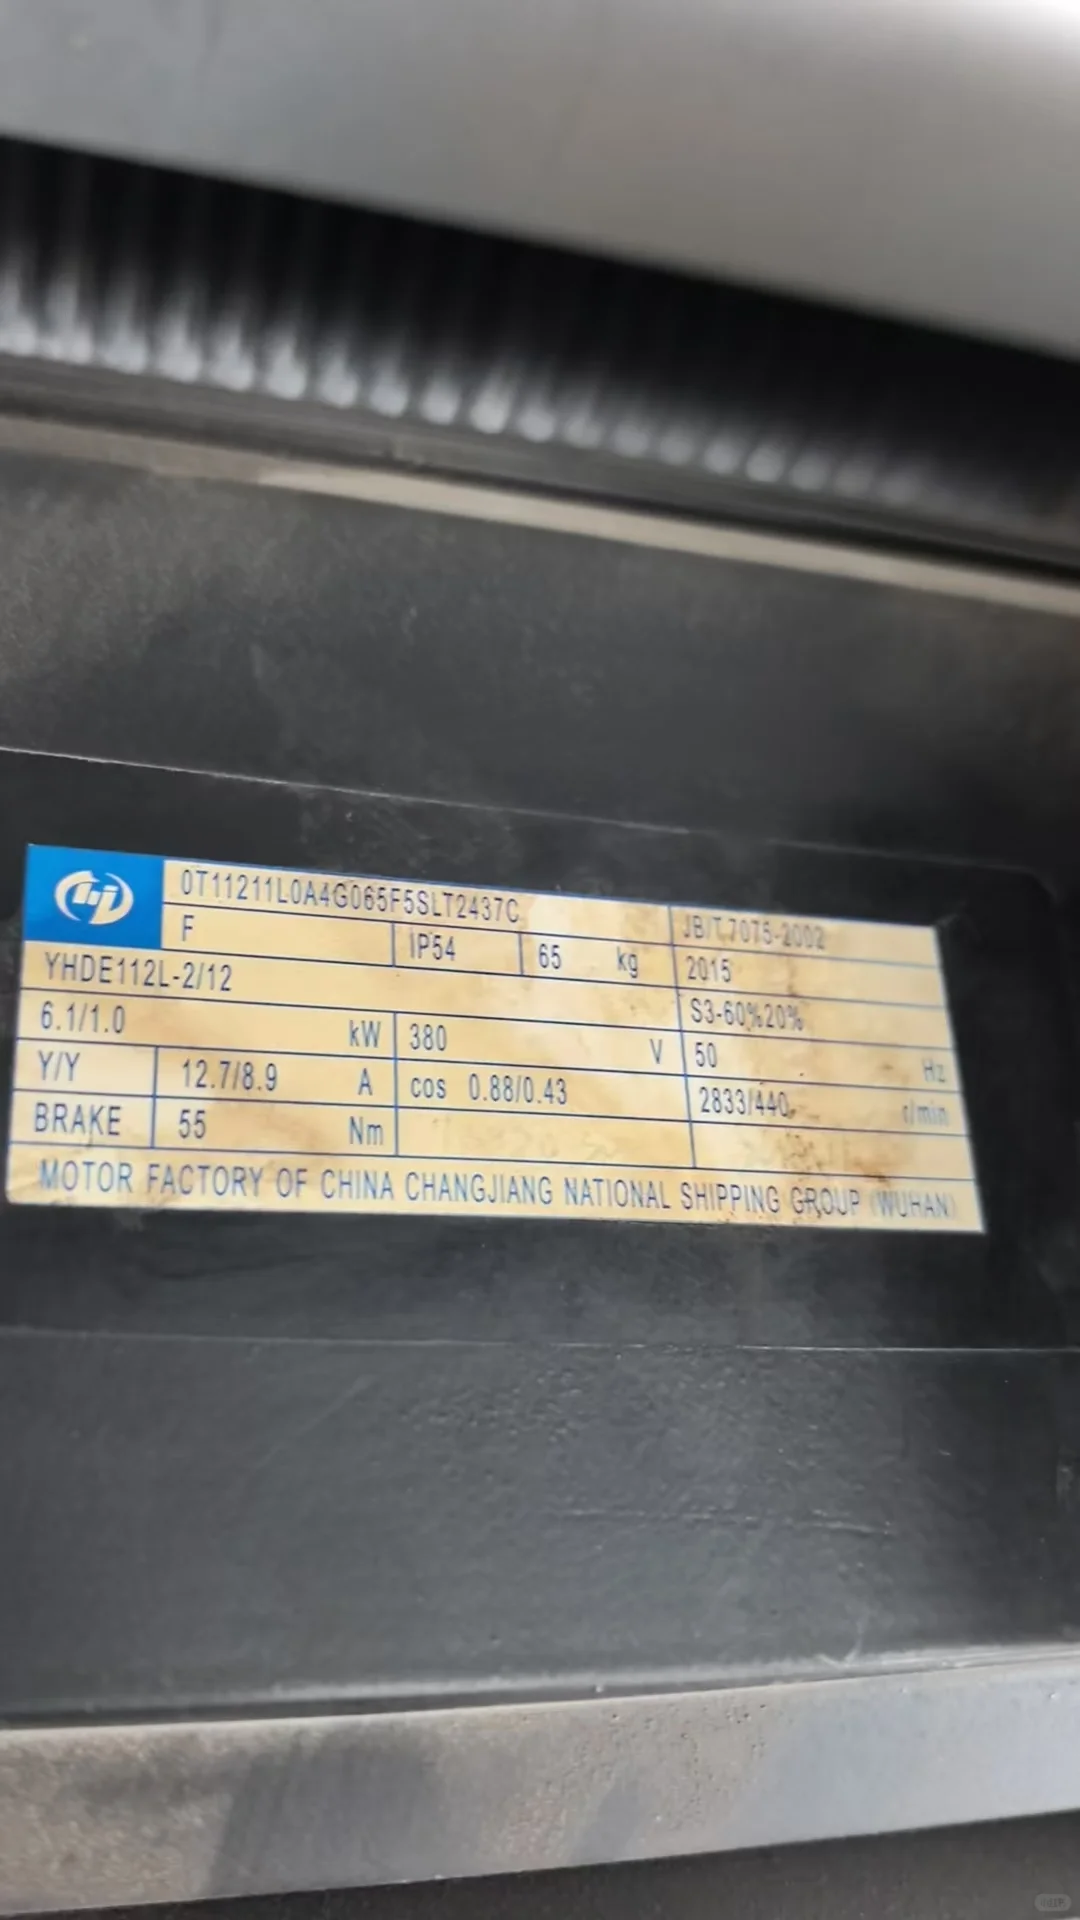 0T11211L0A4G065F5SLT2437C JB/T 7075-2002
F IP54 65 kg 2015
YHDE112L-2/12 S3-60%20%
6.1/1.0 kW 380 V 50 Hz
Y/Y 12.7/8.9 A cos 0.88/0.43 2833/440 r/min
BRAKE 55 Nm
MOTOR FACTORY OF CHINA CHANGJIANG NATIONAL SHIPPING GROUP (WUHAN)